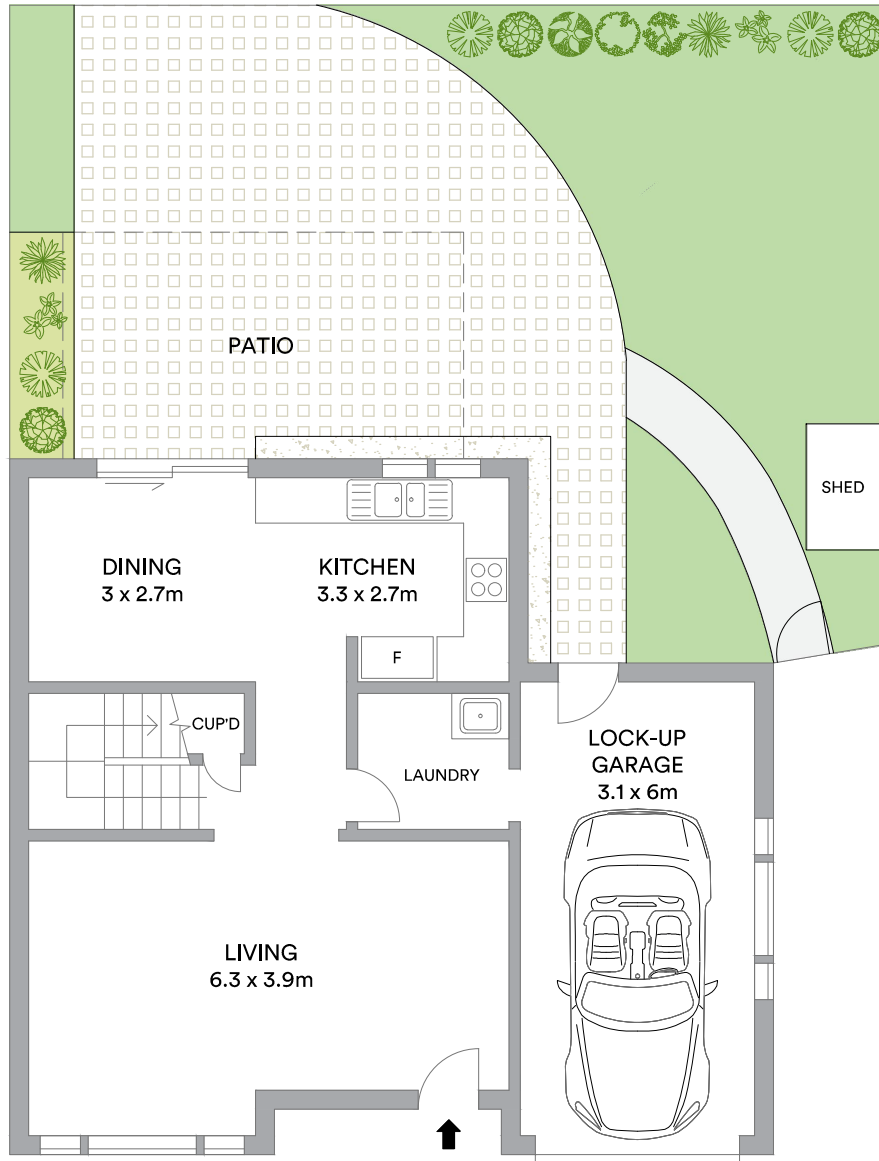 PATIO
SHED
DINING
3 x 2.7m
KITCHEN
3.3 x 2.7m
F
CUP'D
LAUNDRY
LOCK-UP
GARAGE
3.1 x 6m
LIVING
6.3 x 3.9m